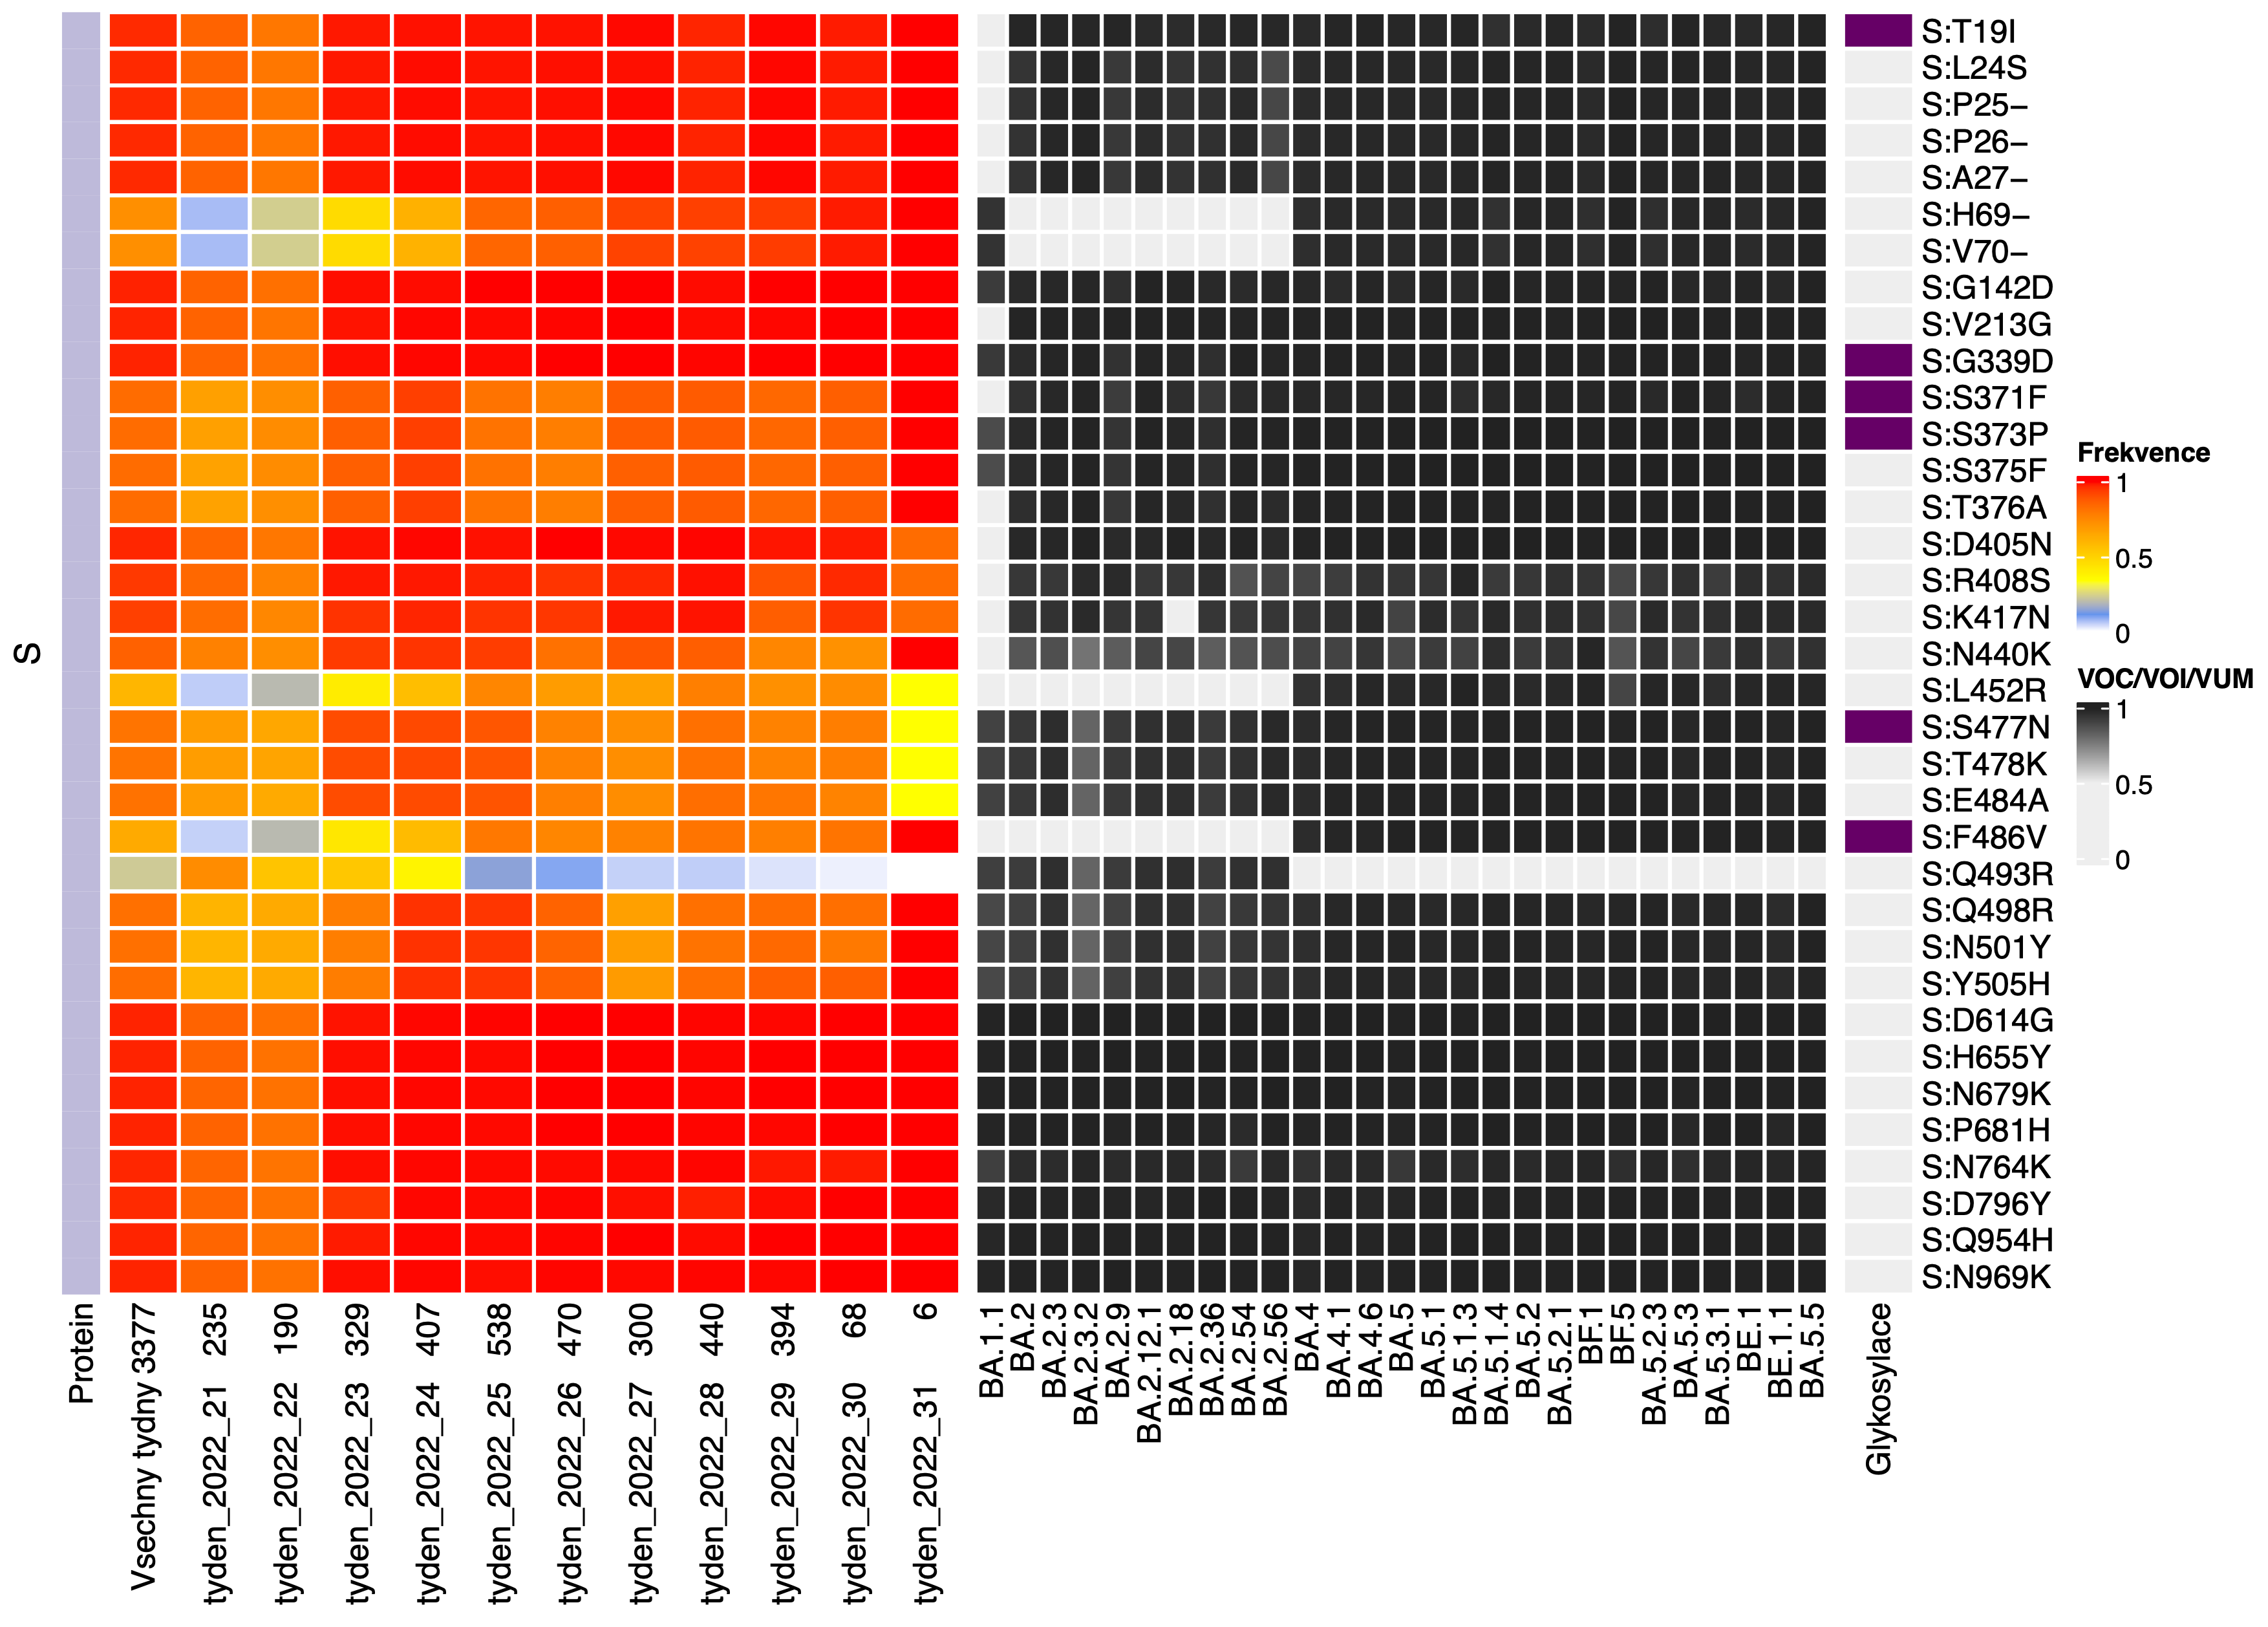 S
S:T19I
S:L24S
S:P25−
S:P26−
S:A27−
S:H69−
S:V70−
S:G142D
S:V213G
S:G339D
S:S371F
S:S373P
S:S375F
S:T376A
S:D405N
S:R408S
S:K417N
S:N440K
S:L452R
S:S477N
S:T478K
S:E484A
S:F486V
S:Q493R
S:Q498R
S:N501Y
S:Y505H
S:D614G
S:H655Y
S:N679K
S:P681H
S:N764K
S:D796Y
S:Q954H
S:N969K
Protein
Vsechny tydny 3377
tyden_2022_21 235
tyden_2022_22 190
tyden_2022_23 329
tyden_2022_24 407
tyden_2022_25 538
tyden_2022_26 470
tyden_2022_27 300
tyden_2022_28 440
tyden_2022_29 394
tyden_2022_30 68
tyden_2022_31 6
BA.1.1
BA.2
BA.2.3
BA.2.3.2
BA.2.9
BA.2.12.1
BA.2.18
BA.2.36
BA.2.54
BA.2.56
BA.4
BA.4.1
BA.4.6
BA.5
BA.5.1
BA.5.1.3
BA.5.1.4
BA.5.2
BA.5.2.1
BF.1
BF.5
BA.5.2.3
BA.5.3
BA.5.3.1
BE.1
BE.1.1
BA.5.5
Glykosylace
Frekvence
1
0.5
0
VOC/VOI/VUM
1
0.5
0